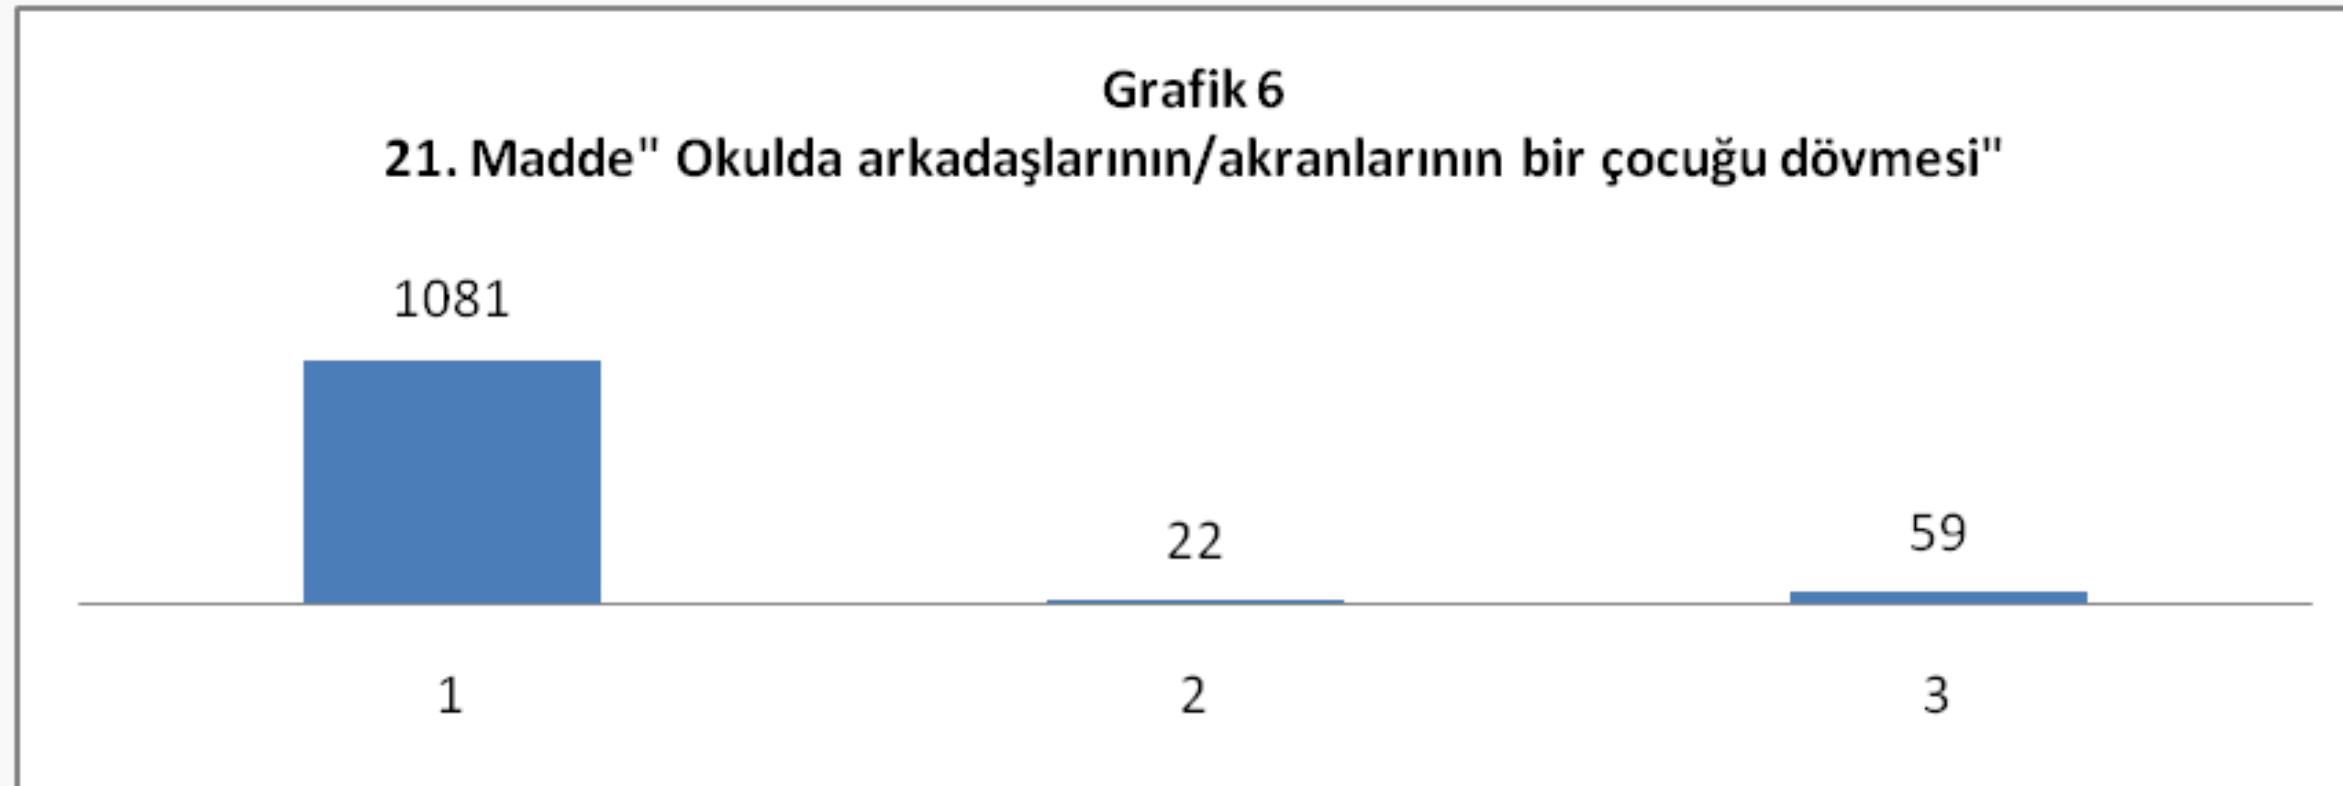 Grafik 6
21. Madde" Okulda arkadaşlarının/akranlarının bir çocuğu dövmesi"
1081
22
59
1 2 3